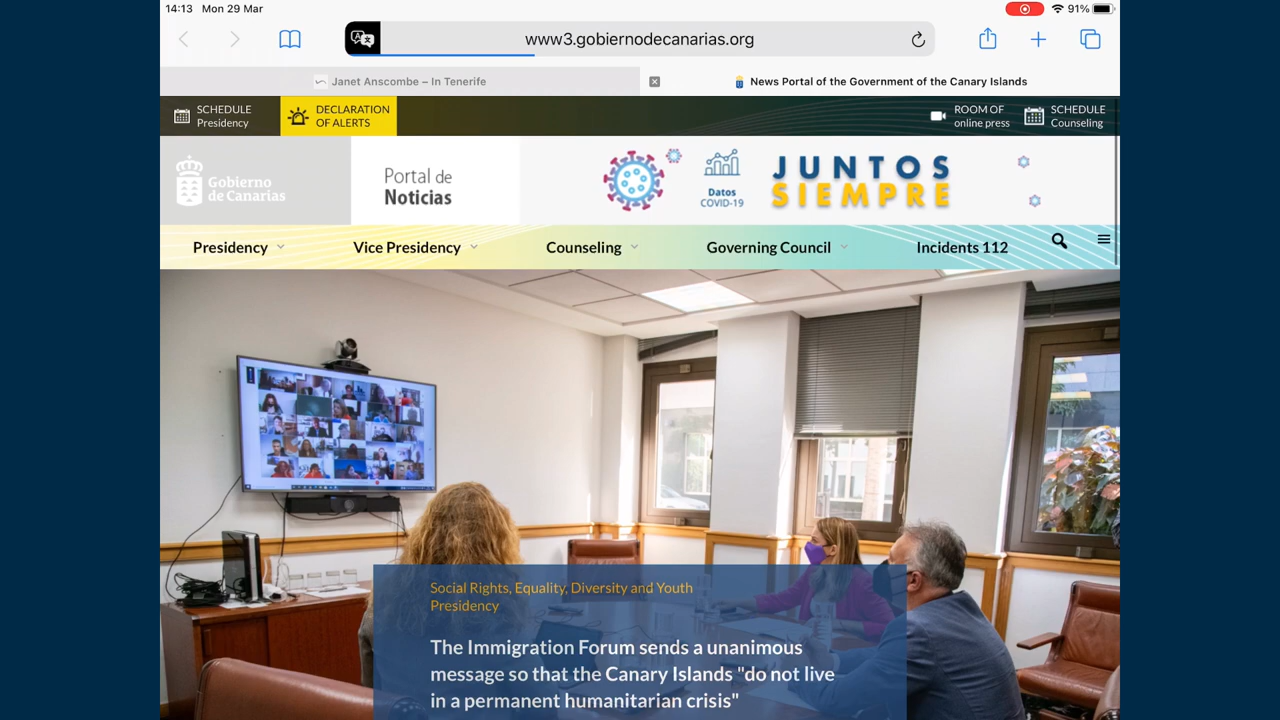 14:13 Mon 29 Mar
91%
www3.gobiernodecanarias.org
Janet Anscombe – In Tenerife
News Portal of the Government of the Canary Islands
SCHEDULE
Presidency
DECLARATION
OF ALERTS
ROOM OF
online press
SCHEDULE
Counseling
Gobierno
de Canarias
Portal de
Noticias
Datos
COVID-19
JUNTOS
SIEMPRE
Presidency
Vice Presidency
Counseling
Governing Council
Incidents 112
Social Rights, Equality, Diversity and Youth
Presidency
The Immigration Forum sends a unanimous
message so that the Canary Islands "do not live
in a permanent humanitarian crisis"